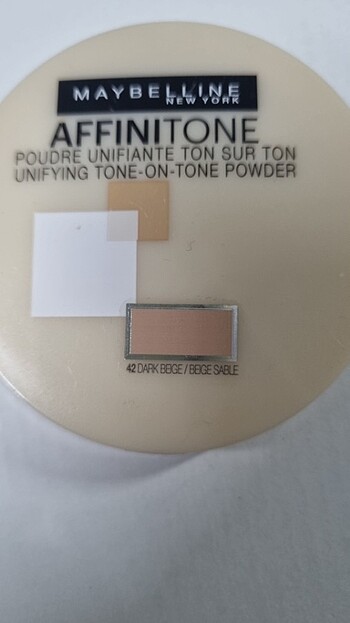 MAYBELLINE
NEW YORK
AFFINITONE
POUDRE UNIFIANTE TON SUR TON
UNIFYING TONE-ON-TONE POWDER
42 DARK BEIGE / BEIGE SABLE